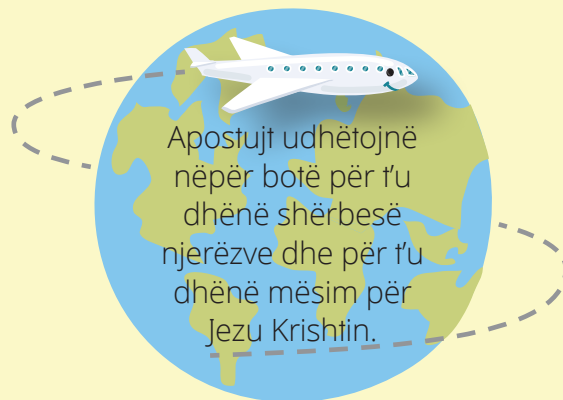 Apostujt udhëtojnë
nëpër botë për t’u
dhënë shërbesë
njerëzve dhe për t’u
dhënë mësim për
Jezu Krishtin.